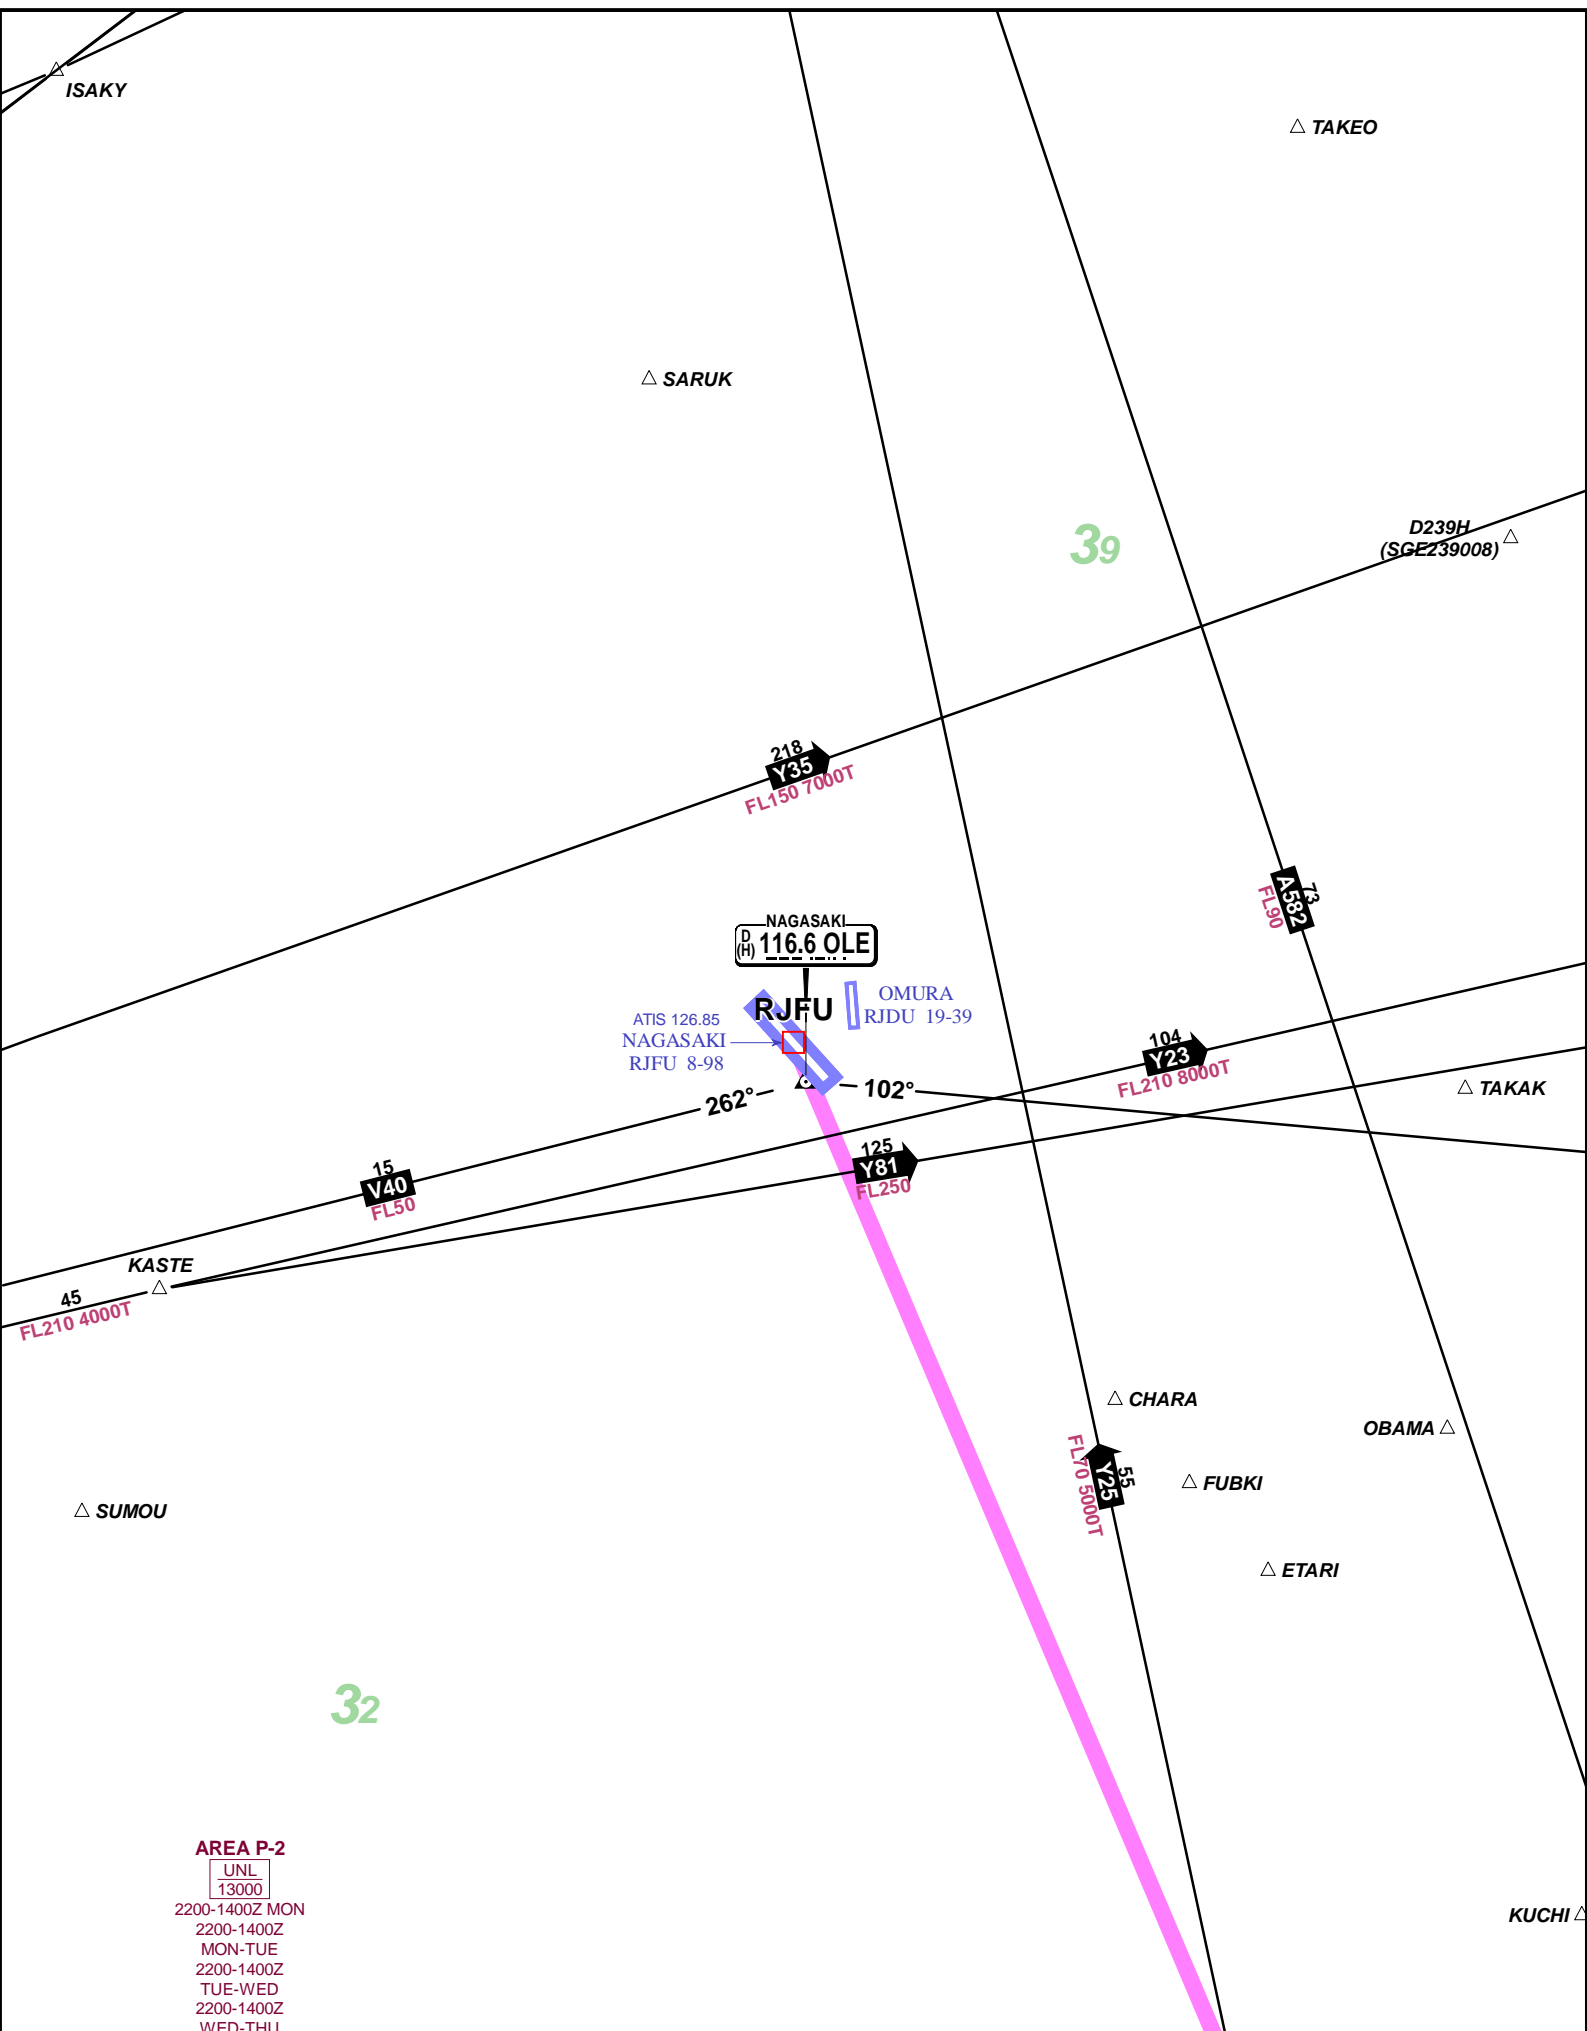 ISAKY
TAKEO
SARUK
39
D239H
(SGE239008)
218
Y35
FL150 7000T
73
A582
FL90
NAGASAKI
D
(H) 116.6 OLE
RJFU
OMURA
RJDU 19-39
ATIS 126.85
NAGASAKI
RJFU 8-98
104
Y23
FL210 8000T
262°
102°
TAKAK
125
Y81
FL250
15
V40
FL50
KASTE
45
FL210 4000T
CHARA
OBAMA
55
Y25
FL70 5000T
FUBKI
SUMOU
ETARI
32
AREA P-2
UNL
13000
2200-1400Z MON
2200-1400Z
MON-TUE
2200-1400Z
TUE-WED
2200-1400Z
WED-THU
KUCHI